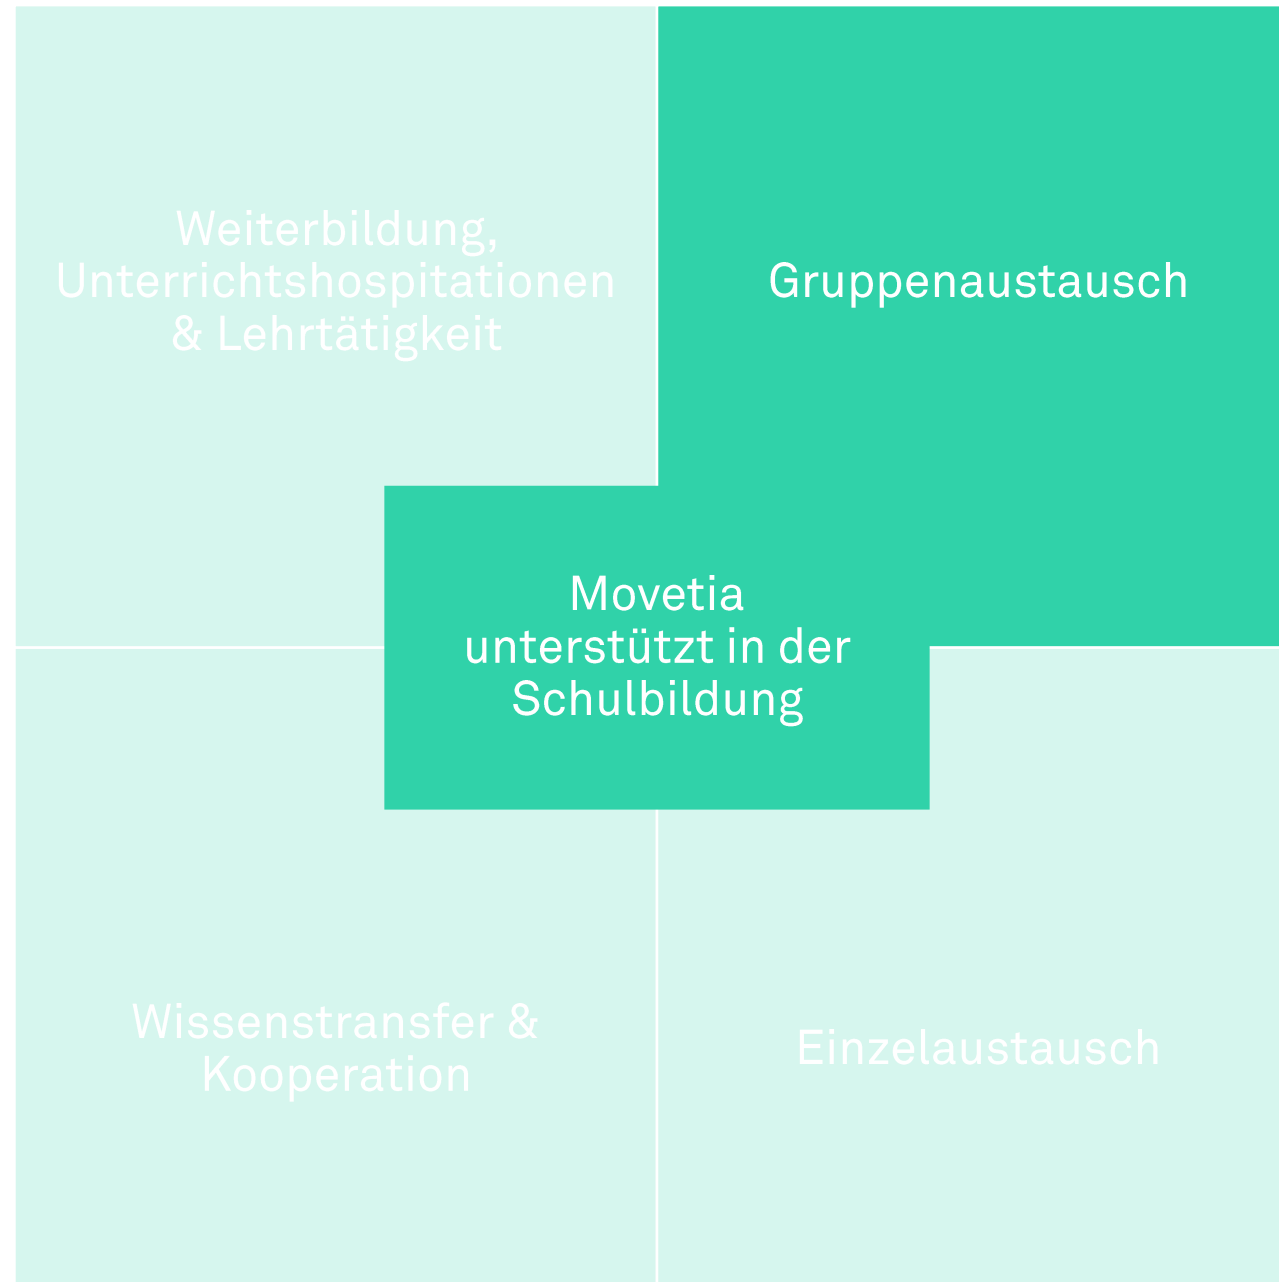 Weiterbildung,
Unterrichtshospitationen
& Lehrtätigkeit
Gruppenaustausch
Movetia
unterstützt in der
Schulbildung
Wissenstransfer &
Kooperation
Einzelaustausch